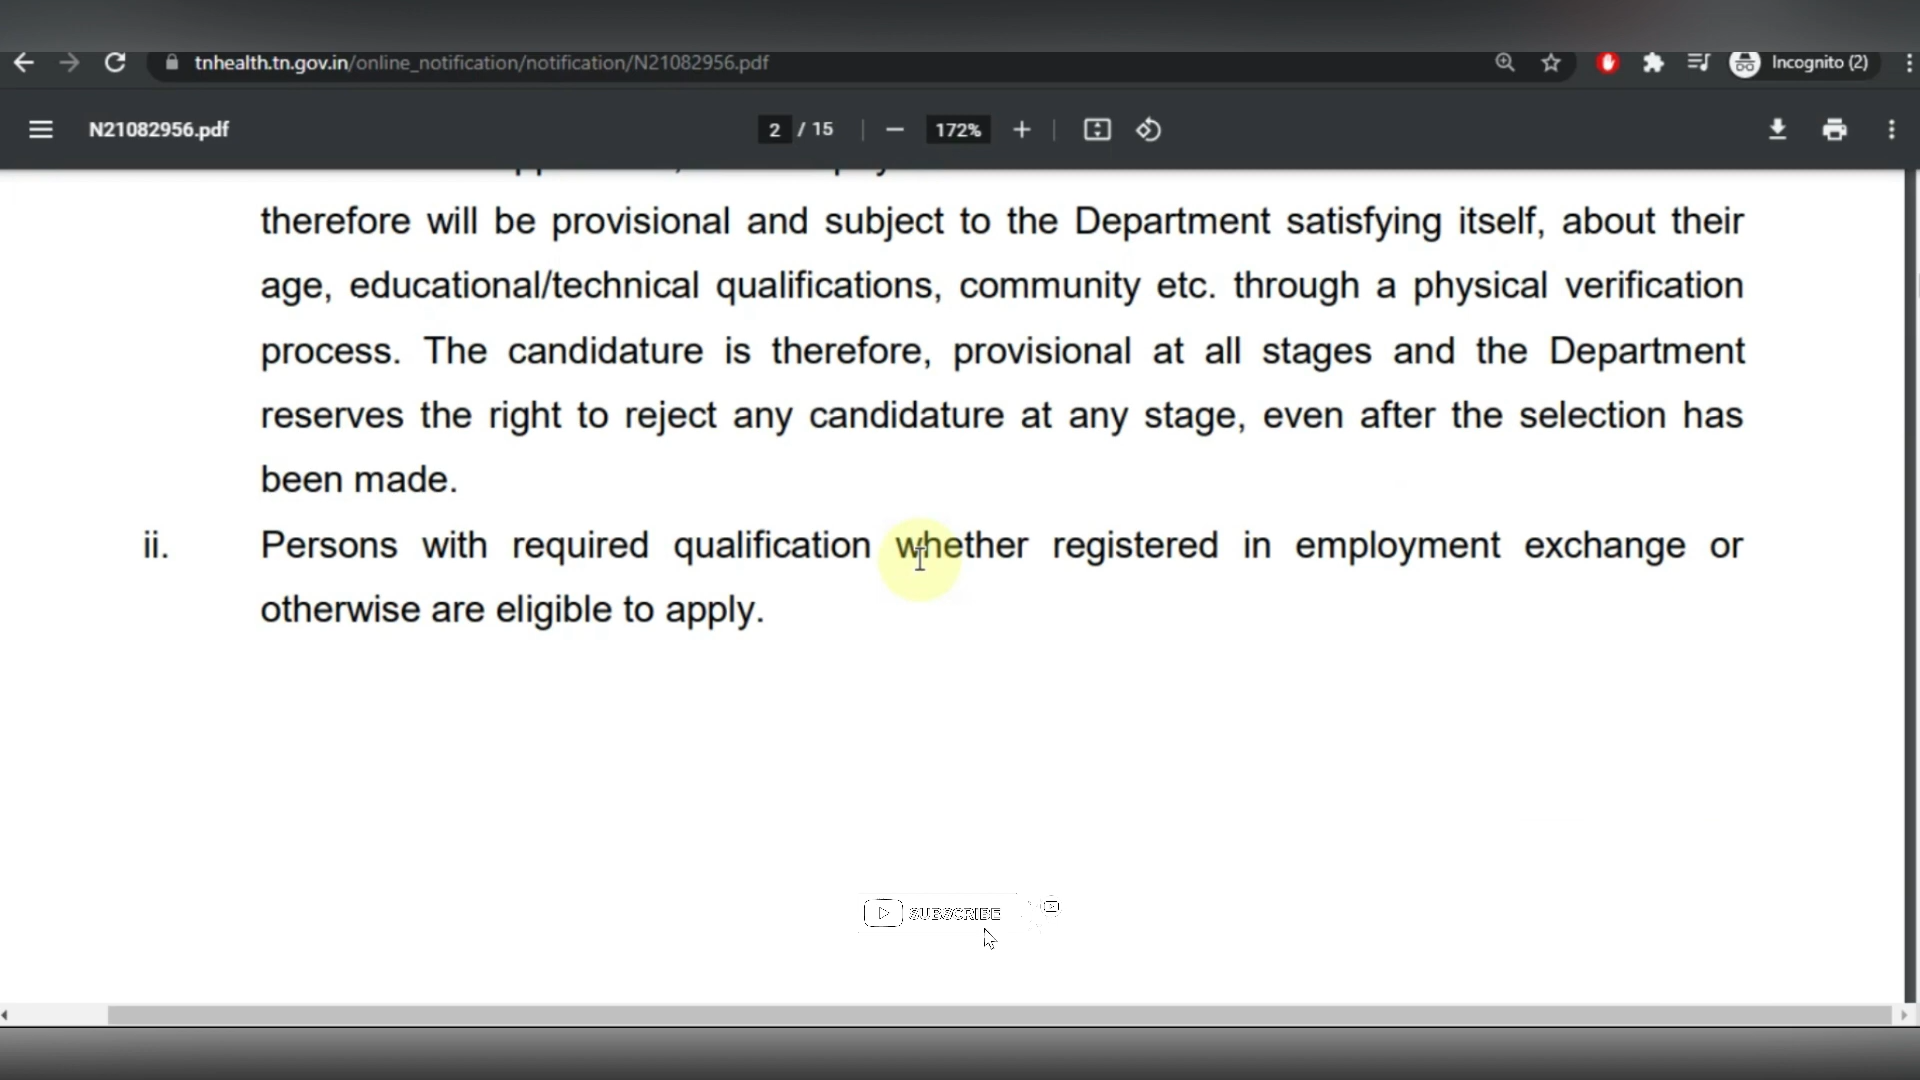 tnhealth.tn.gov.in/online_notification/notification/N21082956.pdf
Incognito (2)
N21082956.pdf
2 / 15
172%
therefore will be provisional and subject to the Department satisfying itself, about their
age, educational/technical qualifications, community etc. through a physical verification
process. The candidature is therefore, provisional at all stages and the Department
reserves the right to reject any candidature at any stage, even after the selection has
been made.
ii. Persons with required qualification whether registered in employment exchange or
otherwise are eligible to apply.
SUBSCRIBE